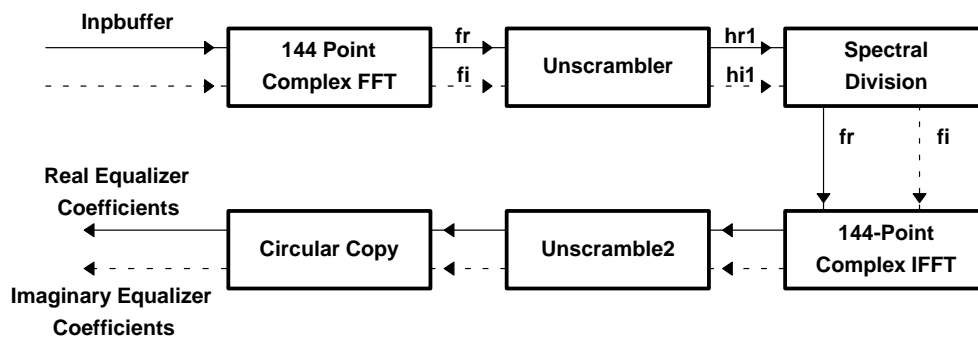 Inpbuffer
144 Point
Complex FFT
fr
fi
Unscrambler
hr1
hi1
Spectral
Division
fr
fi
Real Equalizer
Coefficients
Circular Copy
Unscramble2
144-Point
Complex IFFT
Imaginary Equalizer
Coefficients